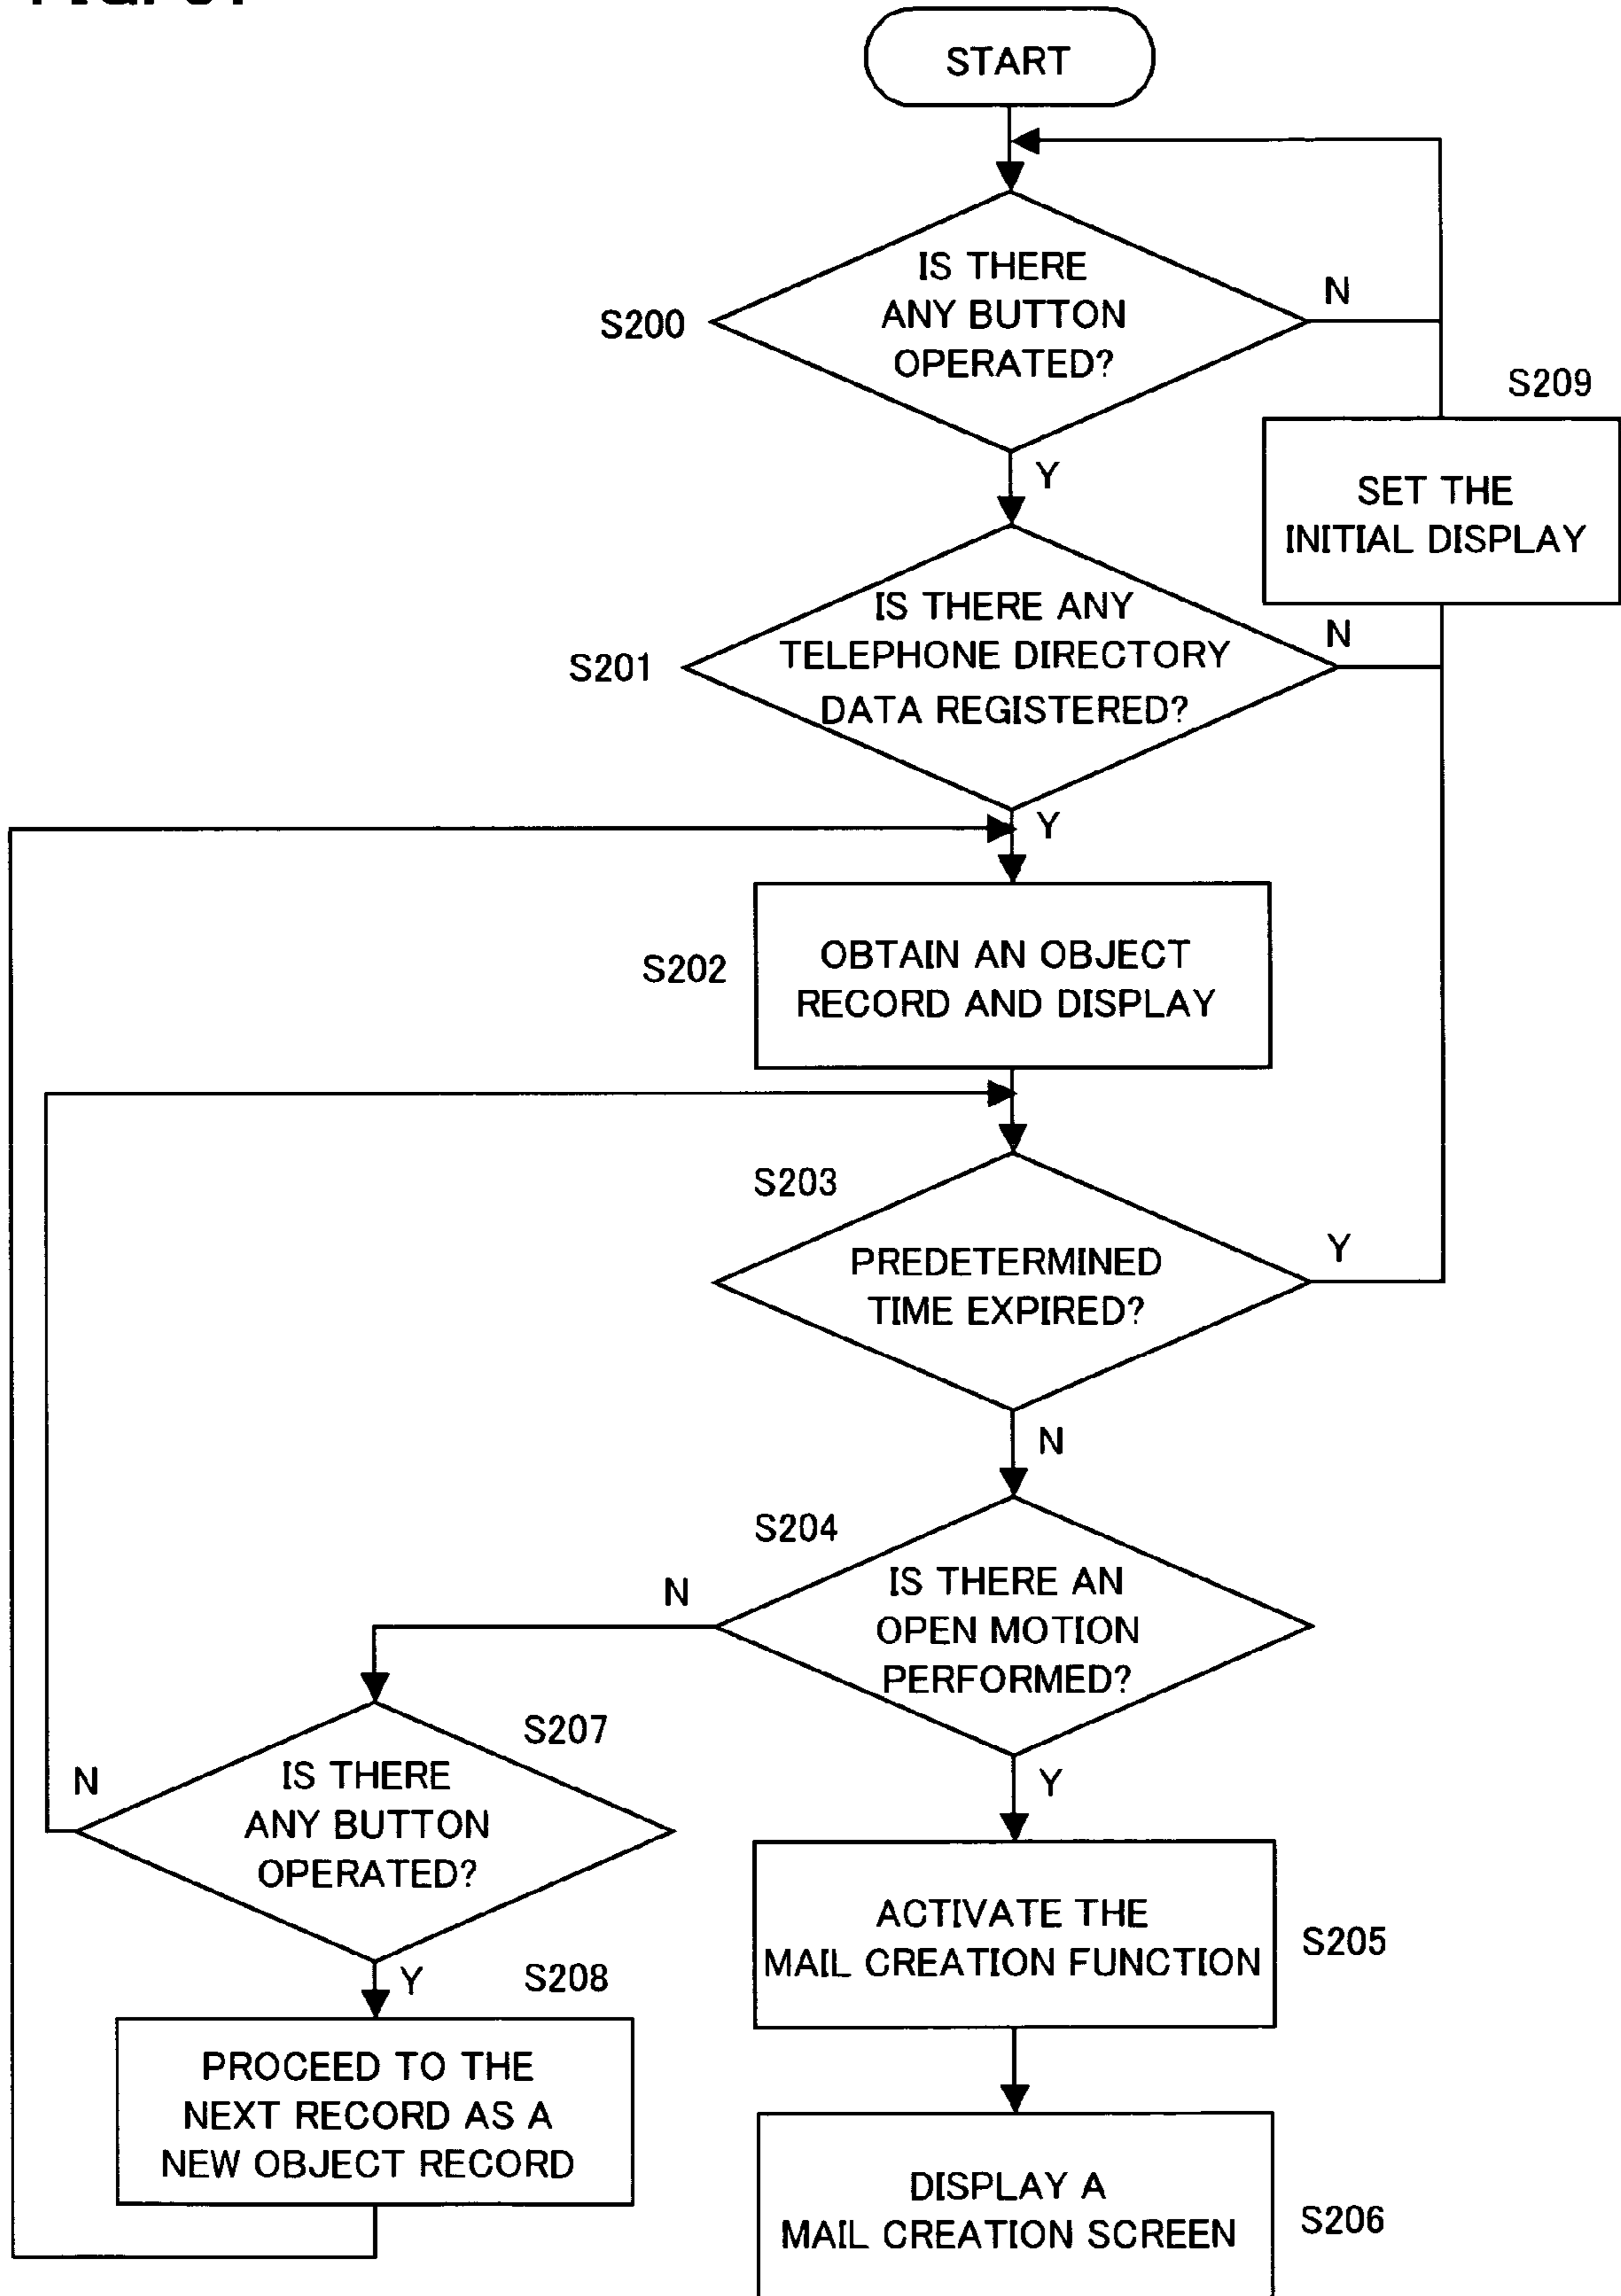 START
IS THERE
ANY BUTTON
OPERATED?
S200
N
S209
Y
SET THE
INITIAL DISPLAY
IS THERE ANY
TELEPHONE DIRECTORY
DATA REGISTERED?
S201
N
Y
OBTAIN AN OBJECT
RECORD AND DISPLAY
S202
S203
PREDETERMINED
TIME EXPIRED?
Y
N
S204
IS THERE AN
OPEN MOTION
PERFORMED?
N
Y
S207
IS THERE
ANY BUTTON
OPERATED?
N
Y
ACTIVATE THE
MAIL CREATION FUNCTION
S205
S208
PROCEED TO THE
NEXT RECORD AS A
NEW OBJECT RECORD
DISPLAY A
MAIL CREATION SCREEN
S206